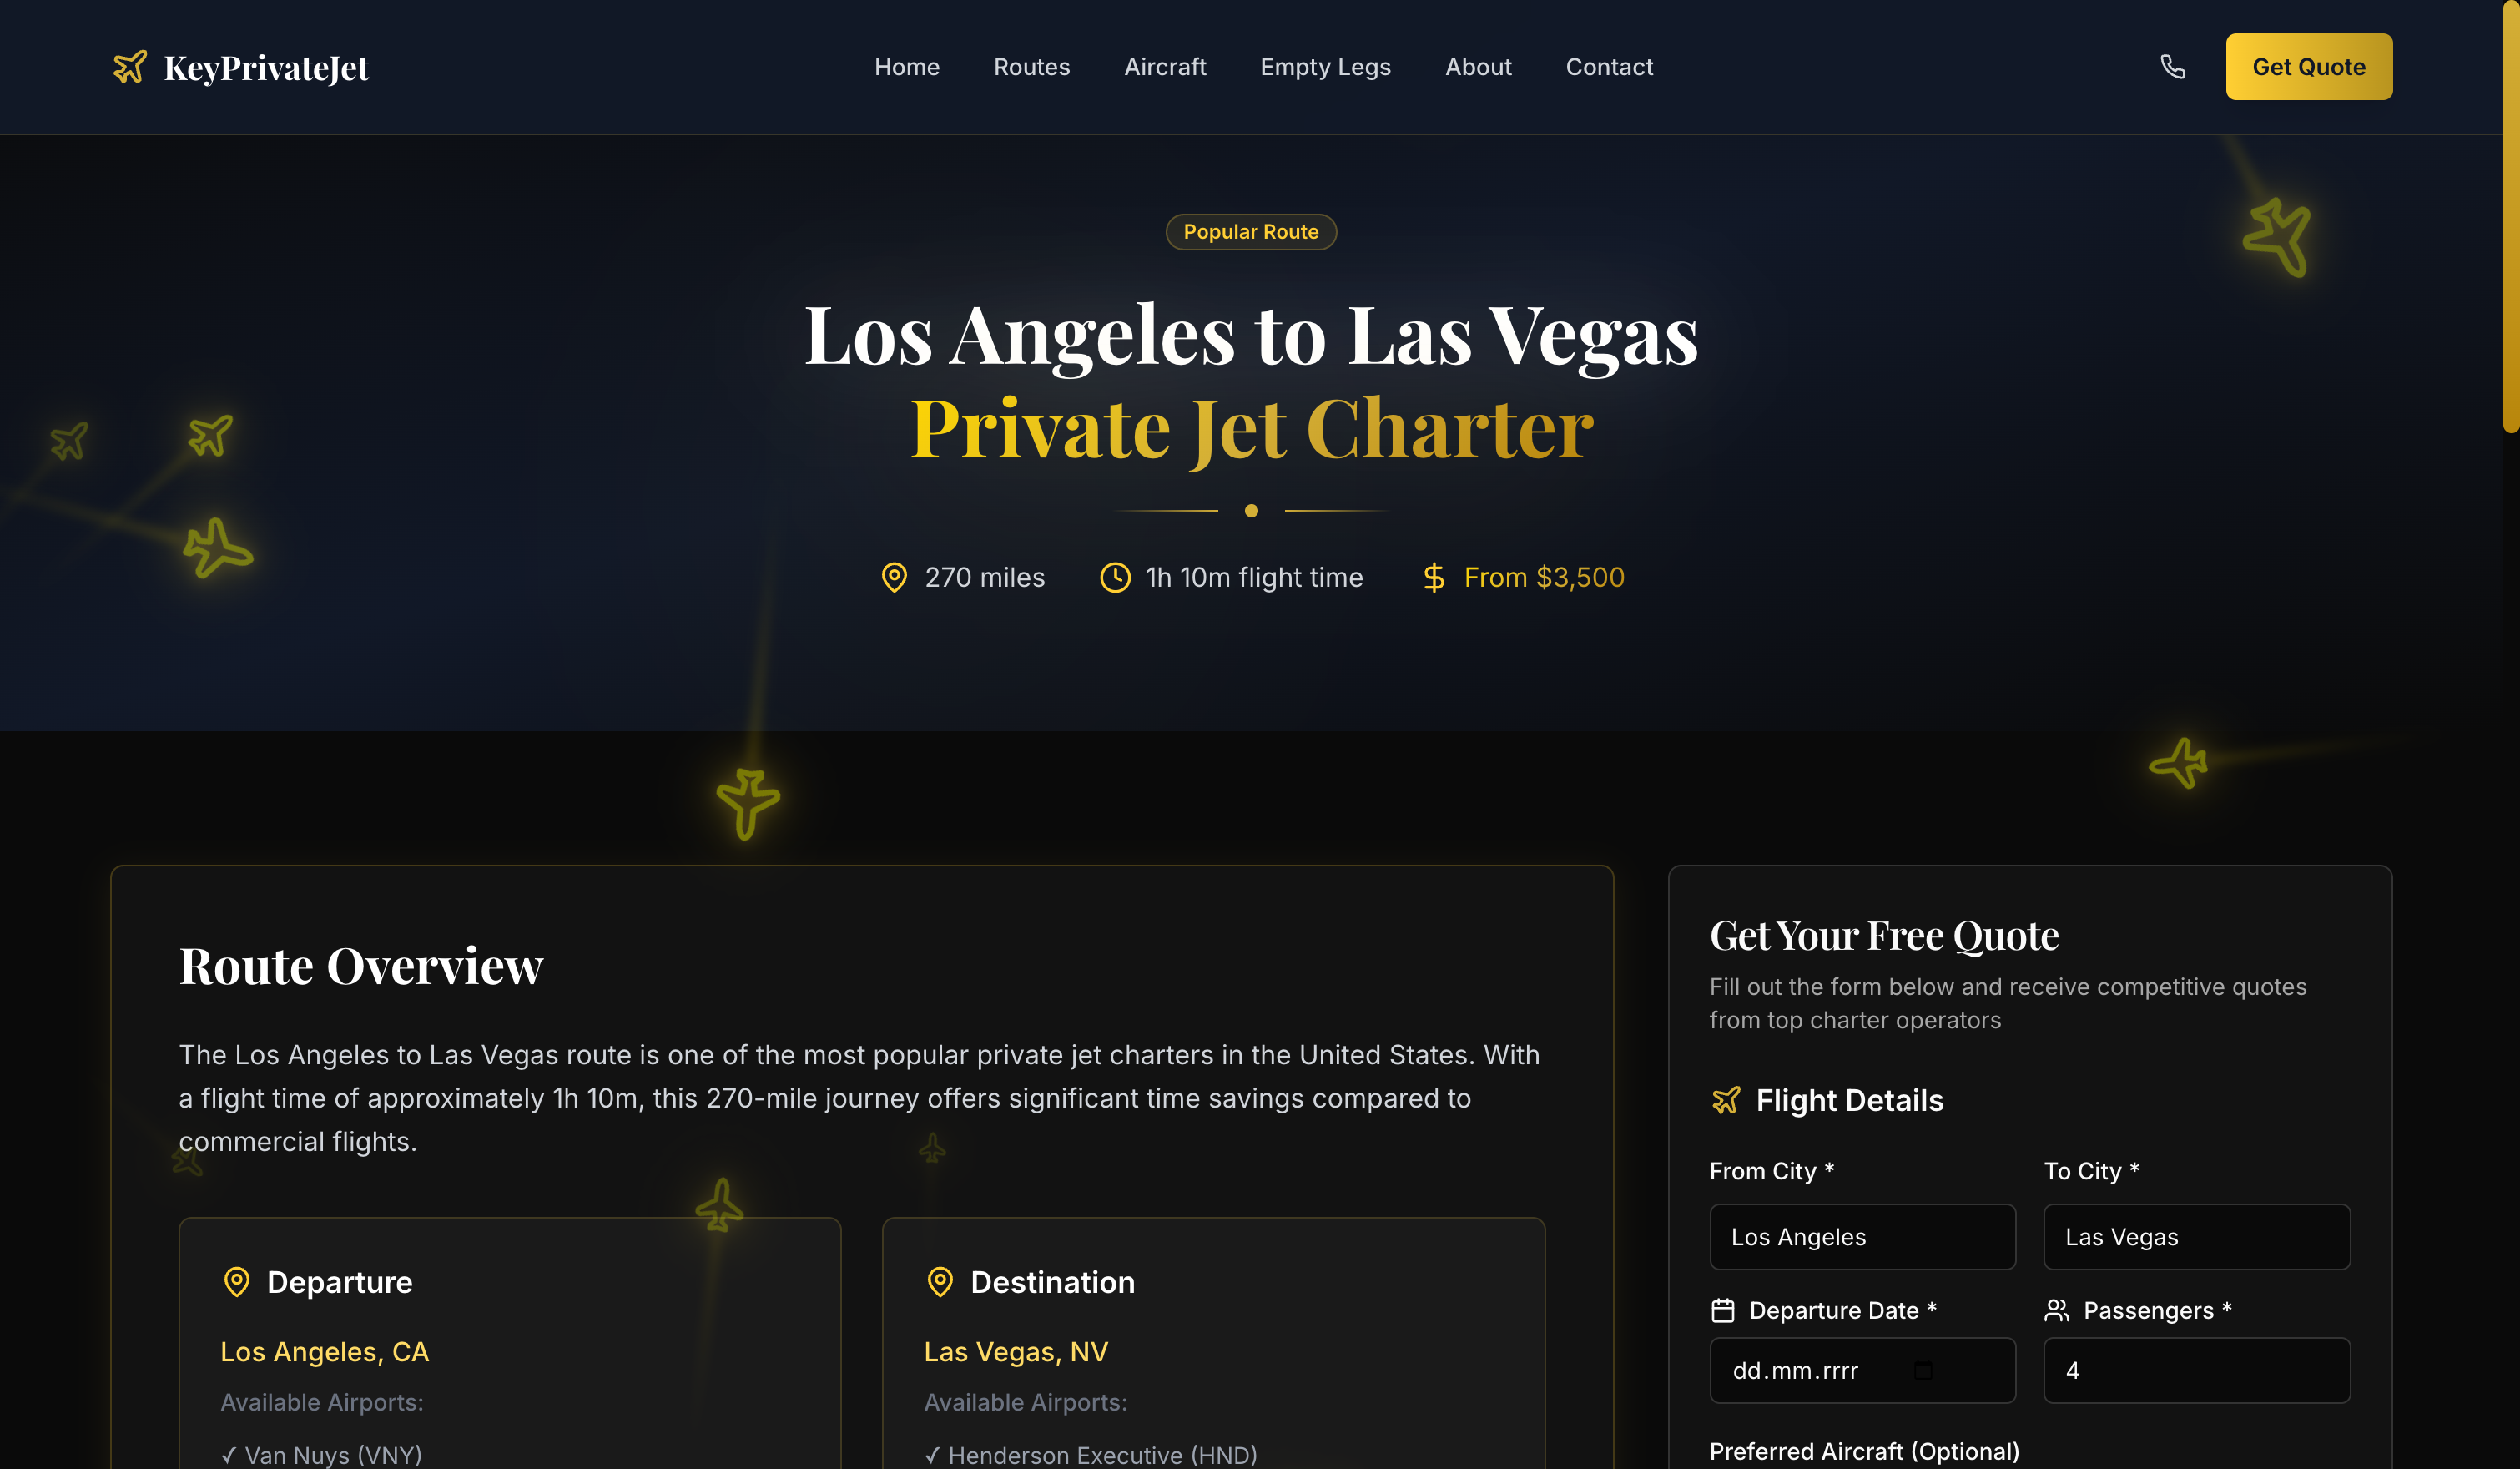 KeyPrivateJet
Home
Routes
Aircraft
Empty Legs
About
Contact
Get Quote
Popular Route
Los Angeles to Las Vegas
Private Jet Charter
270 miles
1h 10m flight time
From $3,500
Route Overview
The Los Angeles to Las Vegas route is one of the most popular private jet charters in the United States. With
a flight time of approximately 1h 10m, this 270-mile journey offers significant time savings compared to
commercial flights.
Departure
Los Angeles, CA
Available Airports:
✓ Van Nuys (VNY)
Destination
Las Vegas, NV
Available Airports:
✓ Henderson Executive (HND)
Get Your Free Quote
Fill out the form below and receive competitive quotes
from top charter operators
Flight Details
From City *
To City *
Los Angeles
Las Vegas
Departure Date *
Passengers *
dd.mm.rrrr
4
Preferred Aircraft (Optional)